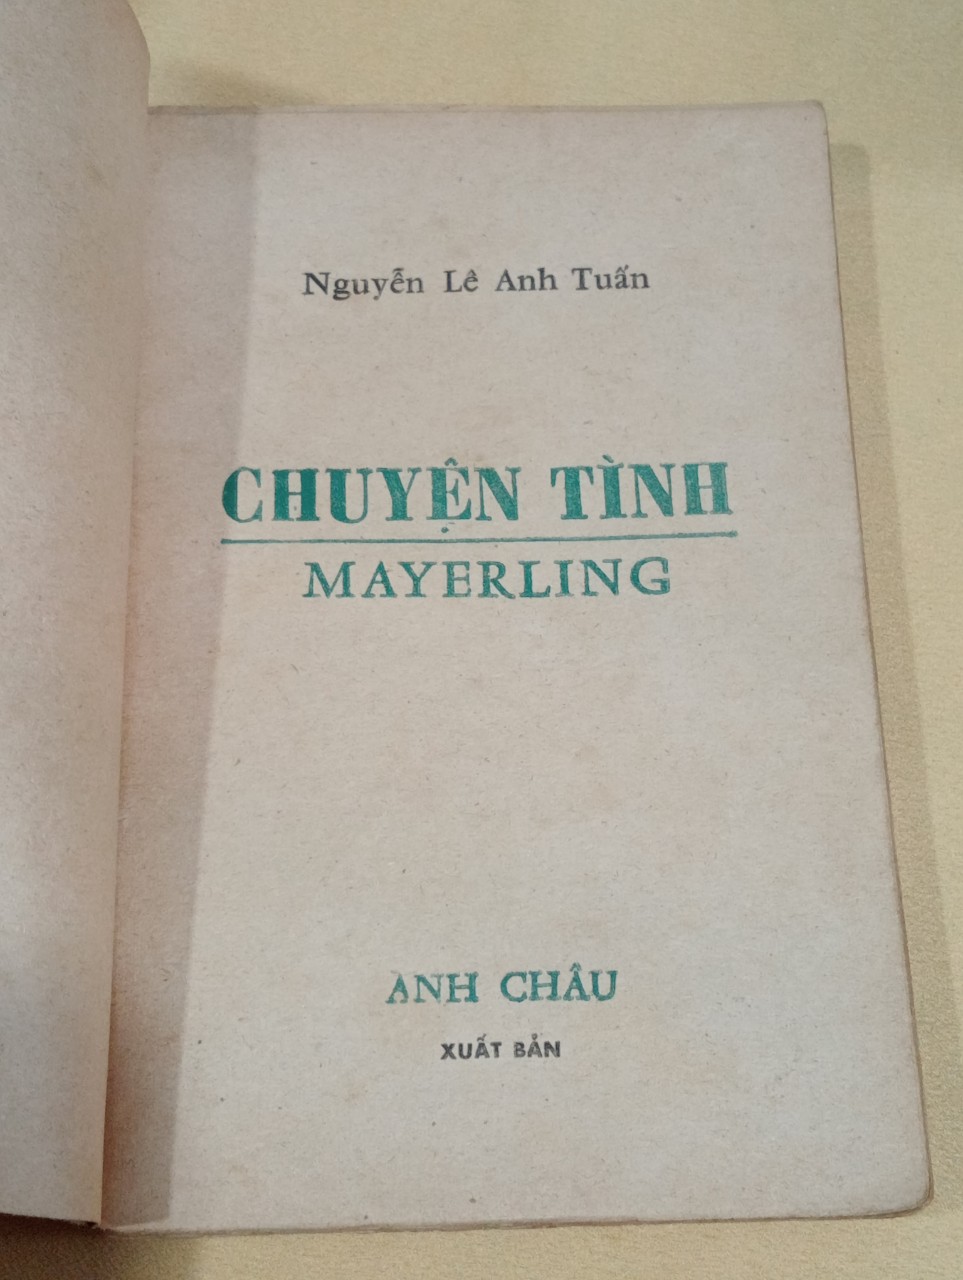 Nguyễn Lê Anh Tuấn
CHUYỆN TÌNH
MAYERLING
ANH CHÂU
XUẤT BẢN